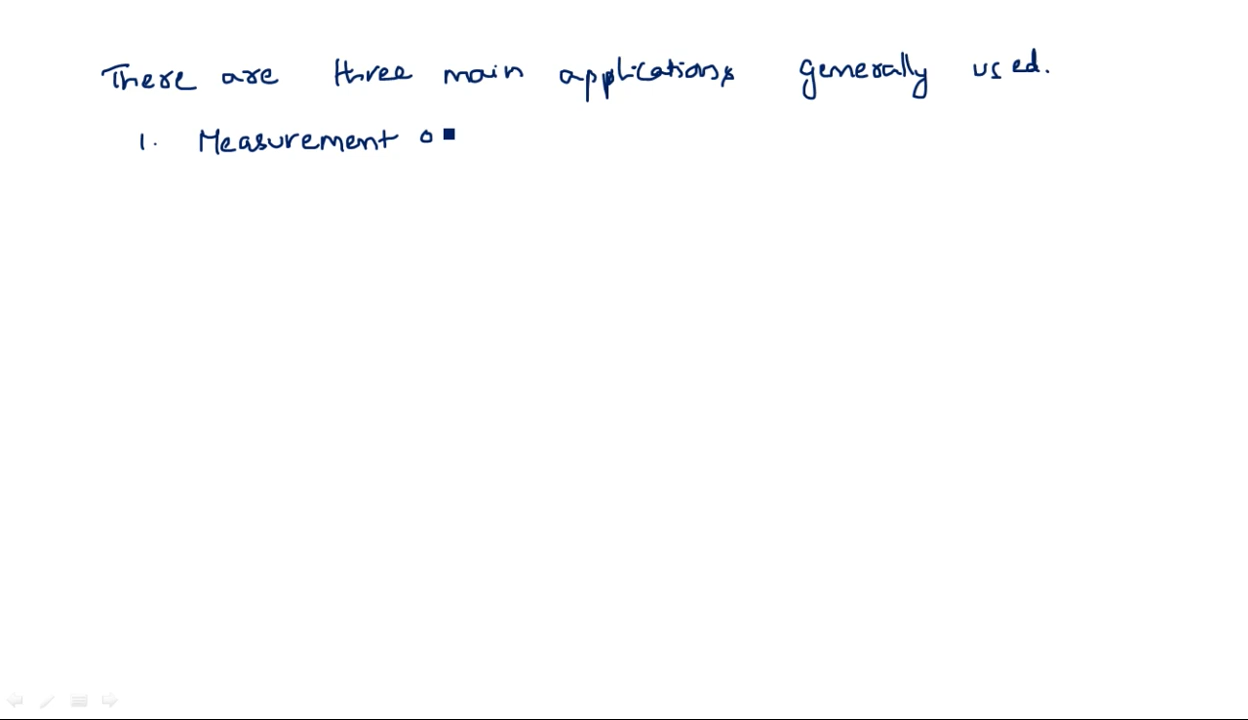 There are three main applications generally used.
1. Measurement o